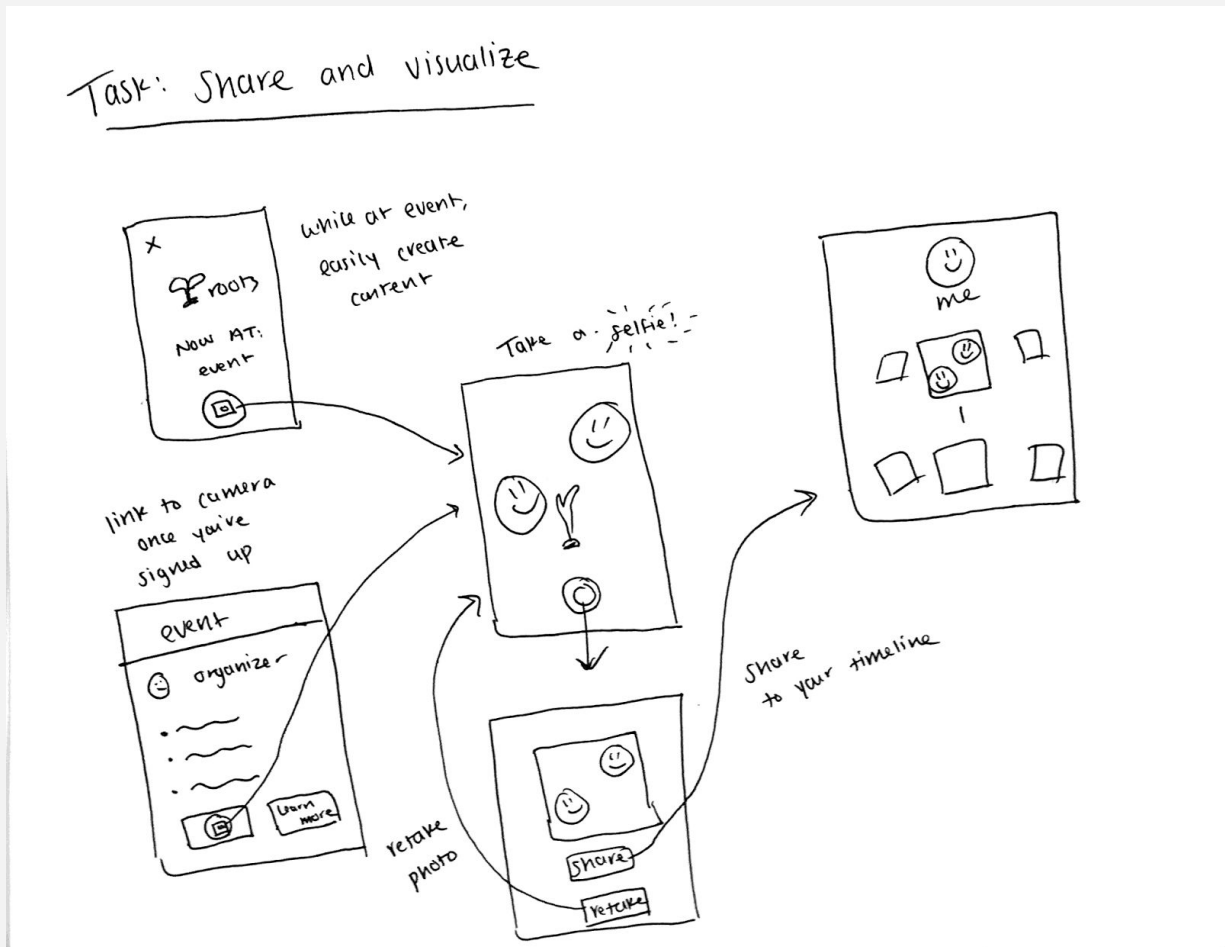 Task: Share and visualize
while at event,
easily create
content
X
roots
NOW AT:
event
Take a selfie!
me
link to camera
once you've
signed up
event
organizer
learn
more
retake
photo
share
retake
share
to your timeline